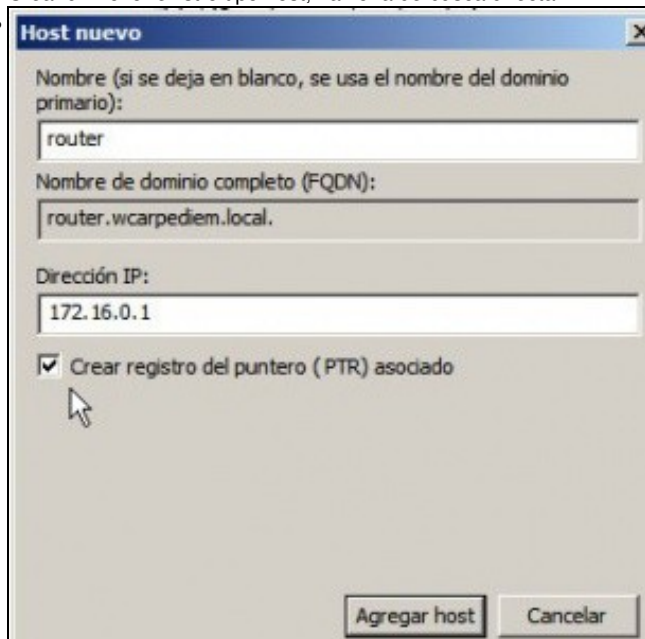 Host nuevo
Nombre (si se deja en blanco, se usa el nombre del dominio
primario):
router
Nombre de dominio completo (FQDN):
router.wcarpediem.local.
Dirección IP:
172.16.0.1
Crear registro del puntero (PTR) asociado
Agregar host
Cancelar